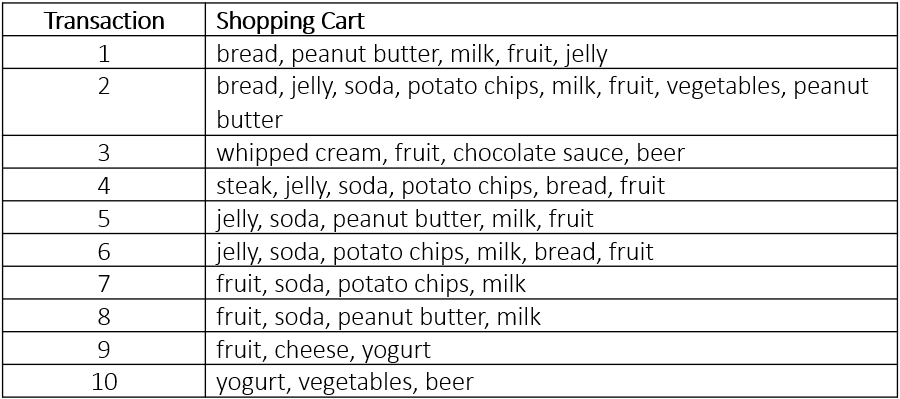 Transaction Shopping Cart
1 bread, peanut butter, milk, fruit, jelly
2 bread, jelly, soda, potato chips, milk, fruit, vegetables, peanut
butter
3 whipped cream, fruit, chocolate sauce, beer
4 steak, jelly, soda, potato chips, bread, fruit
5 jelly, soda, peanut butter, milk, fruit
6 jelly, soda, potato chips, milk, bread, fruit
7 fruit, soda, potato chips, milk
8 fruit, soda, peanut butter, milk
9 fruit, cheese, yogurt
10 yogurt, vegetables, beer